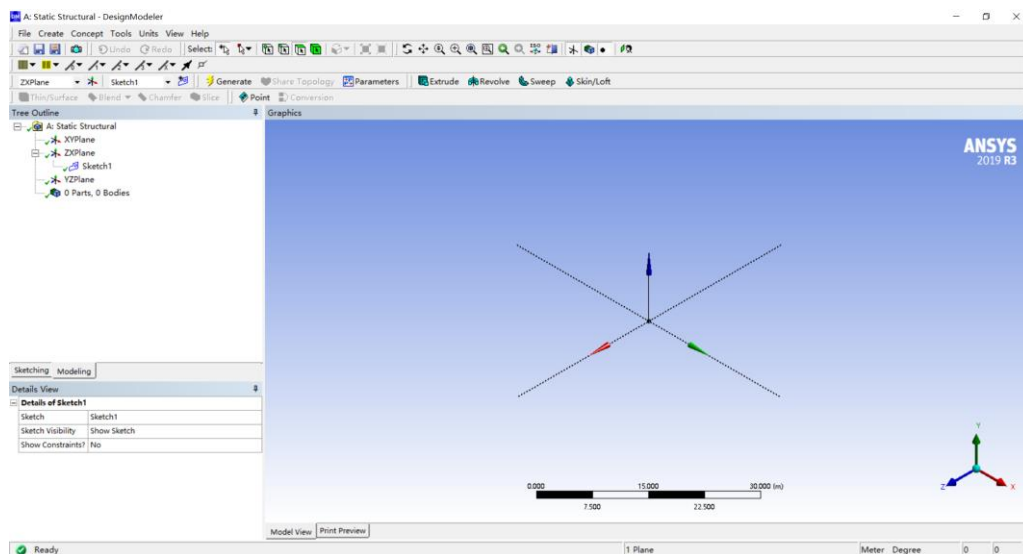 A: Static Structural - DesignModeler
File Create Concept Tools Units View Help
Undo Redo Select:
ZXPlane Sketch1 Generate Share Topology Parameters Extrude Revolve Sweep Skin/Loft
Thin/Surface Blend Chamfer Slice Point Conversion
Tree Outline
A: Static Structural
XYPlane
ZXPlane
Sketch1
YZPlane
0 Parts, 0 Bodies
Sketching Modeling
Details View
Details of Sketch1
Sketch Sketch1
Sketch Visibility Show Sketch
Show Constraints? No
Graphics
ANSYS
2019 R3
0.000 15.000 30.000 (m)
7.500 22.500
Y
Z X
Model View Print Preview
Ready 1 Plane Meter Degree 0 0